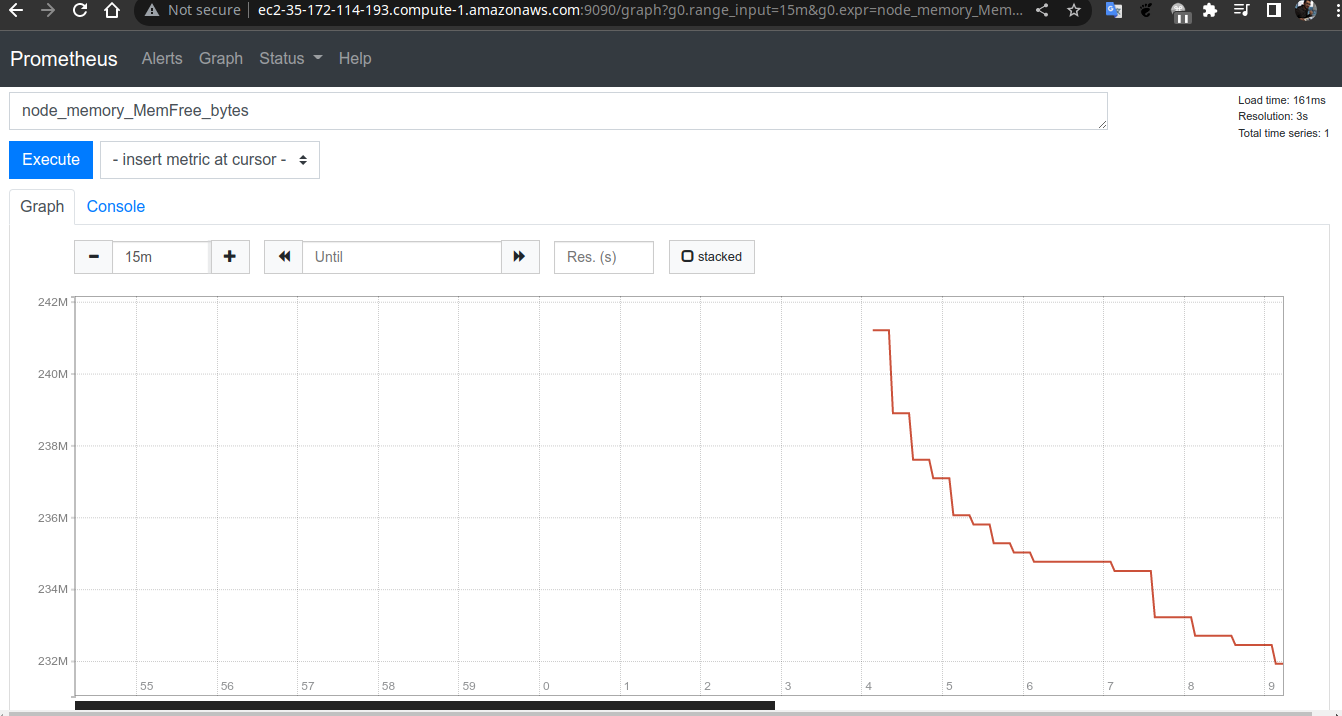 Not secure ec2-35-172-114-193.compute-1.amazonaws.com:9090/graph?g0.range_input=15m&g0.expr=node_memory_Mem...
Prometheus Alerts Graph Status Help
node_memory_MemFree_bytes
Load time: 161ms
Resolution: 3s
Total time series: 1
Execute - insert metric at cursor -
Graph Console
15m Until Res. (s) stacked
242M
240M
238M
236M
234M
232M
55 56 57 58 59 0 1 2 3 4 5 6 7 8 9